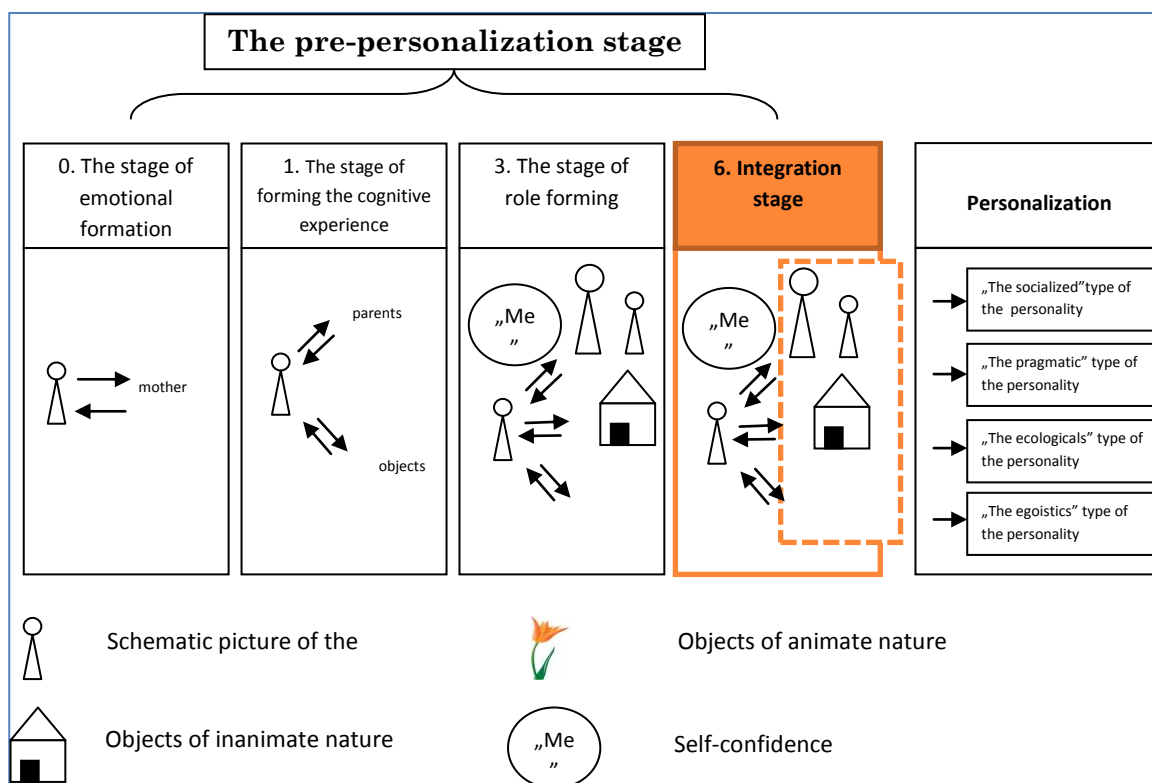 The pre-personalization stage
0. The stage of
emotional
formation
1. The stage of
forming the cognitive
experience
3. The stage of
role forming
6. Integration
stage
Personalization
mother
parents
objects
„Me
„
„Me
„
„The socialized”type of
the personality
„The pragmatic” type of
the personality
„The ecologicals” type of
the personality
„The egoistics” type of
the personality
Schematic picture of the
Objects of animate nature
Objects of inanimate nature
„Me
„
Self-confidence